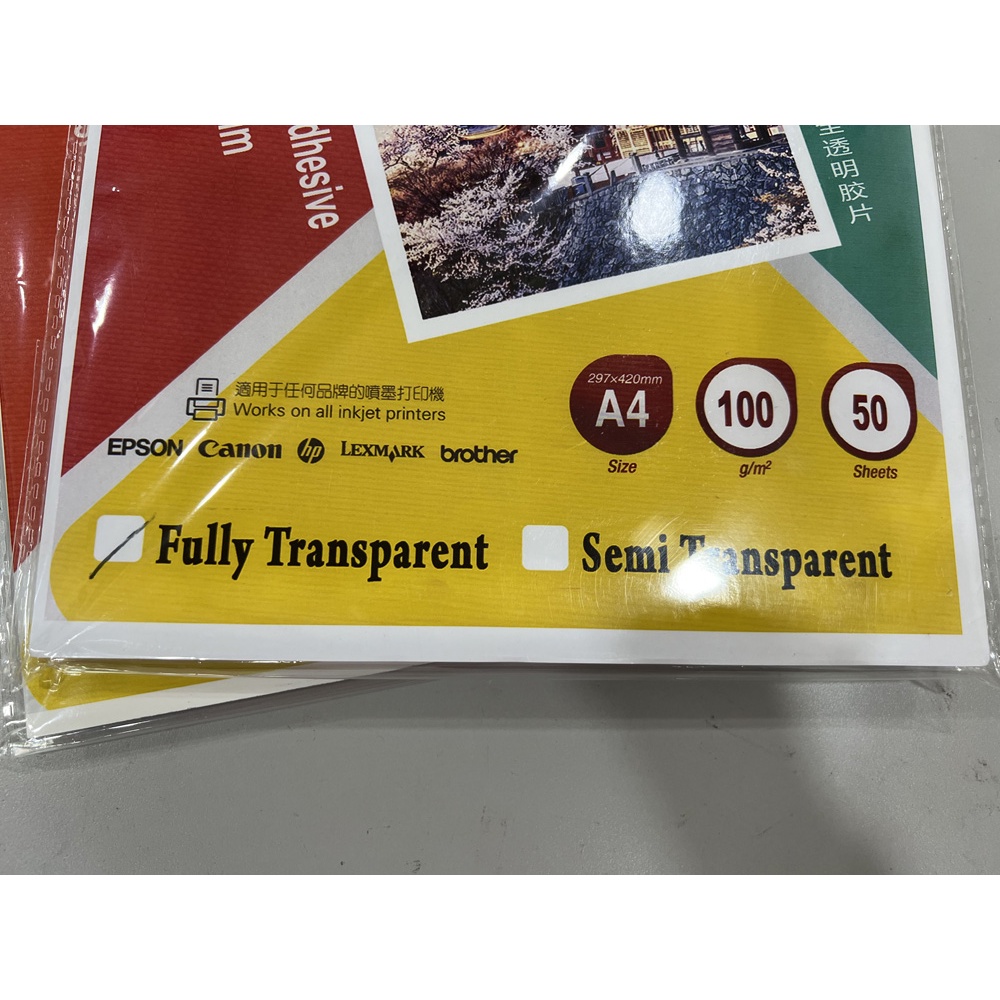 dhesive
全透明胶片
適用于任何品牌的噴墨打印機
Works on all inkjet printers
EPSON Canon hp LEXMARK brother
297×420mm
A4
Size
100
g/m²
50
Sheets
Fully Transparent
Semi Transparent